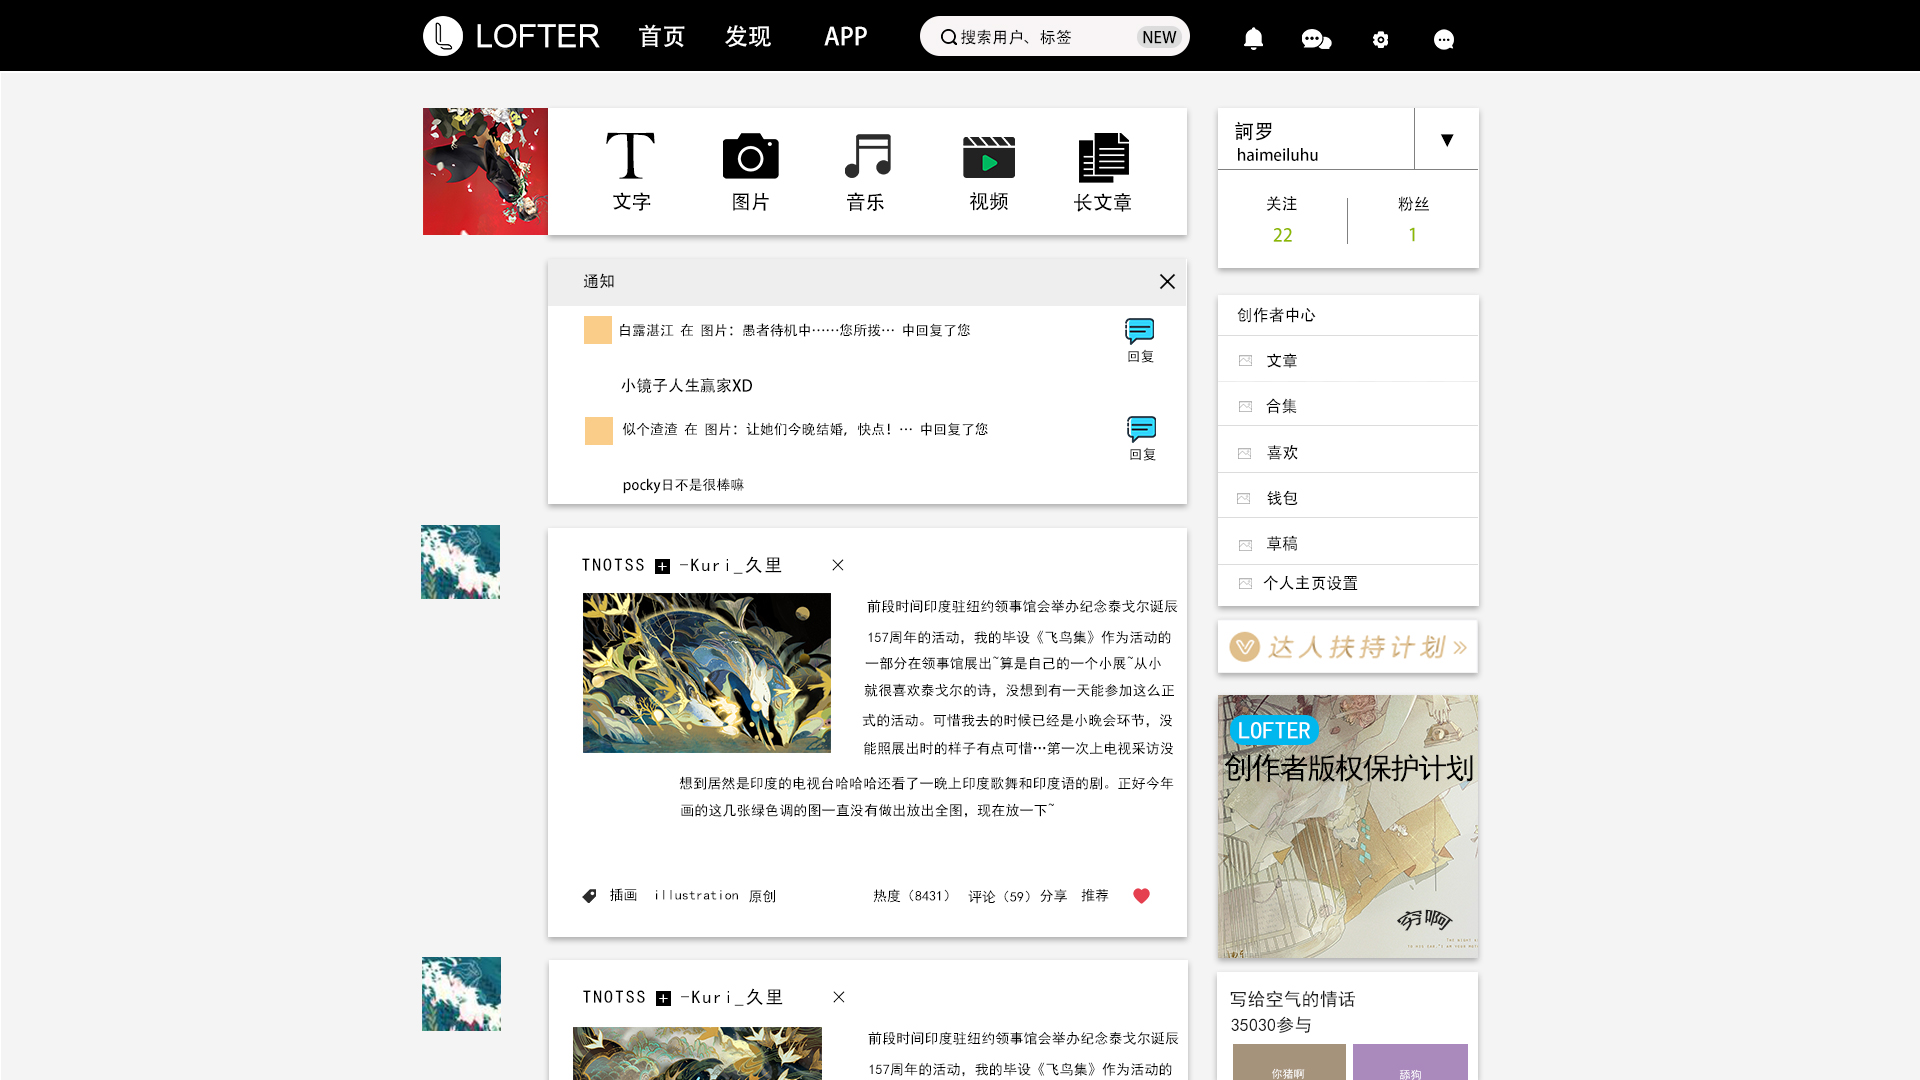 LOFTER
首页
发现
APP
搜索用户、标签
NEW
文字
图片
音乐
视频
长文章
訶罗
haimeiluhu
▼
关注
粉丝
22
1
通知
白露湛江 在 图片：愚者待机中……您所拨… 中回复了您
回复
小镜子人生赢家XD
似个渣渣 在 图片：让她们今晚结婚，快点！… 中回复了您
回复
pocky日不是很棒嘛
创作者中心
文章
合集
喜欢
钱包
草稿
个人主页设置
达人扶持计划»
TNOTSS -Kuri_久里
前段时间印度驻纽约领事馆会举办纪念泰戈尔诞辰
157周年的活动，我的毕设《飞鸟集》作为活动的
一部分在领事馆展出~算是自己的一个小展~从小
就很喜欢泰戈尔的诗，没想到有一天能参加这么正
式的活动。可惜我去的时候已经是小晚会环节，没
能照展出时的样子有点可惜…第一次上电视采访没
想到居然是印度的电视台哈哈哈还看了一晚上印度歌舞和印度语的剧。正好今年
画的这几张绿色调的图一直没有做出放出全图，现在放一下~
插画 illustration 原创
热度（8431） 评论（59） 分享 推荐
LOFTER
创作者版权保护计划
穷啊
TNOTSS -Kuri_久里
前段时间印度驻纽约领事馆会举办纪念泰戈尔诞辰
157周年的活动，我的毕设《飞鸟集》作为活动的
写给空气的情话
35030参与
你猪啊
舔狗